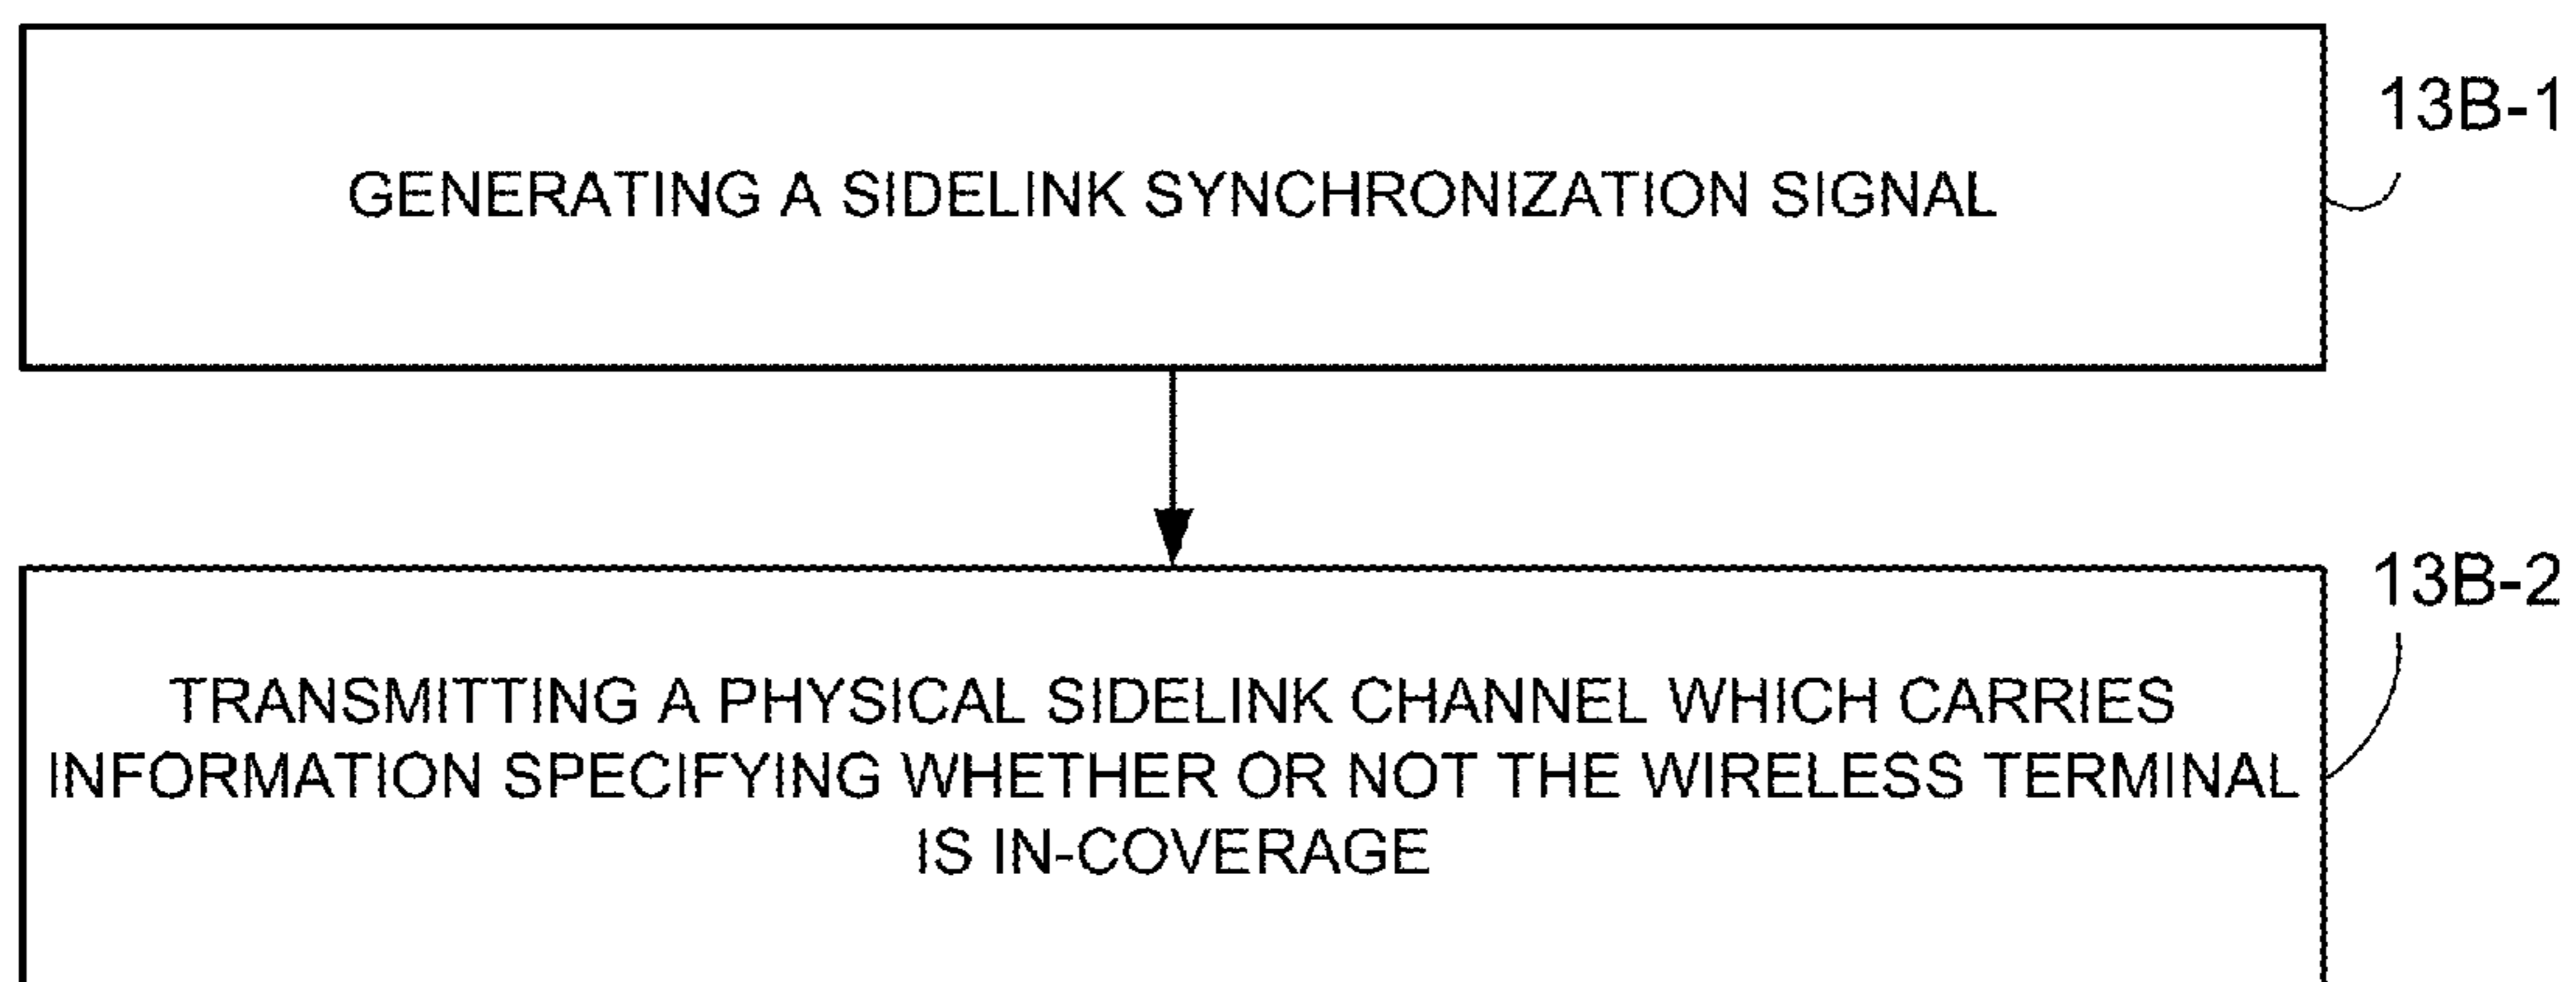 13B-1
GENERATING A SIDELINK SYNCHRONIZATION SIGNAL
13B-2
TRANSMITTING A PHYSICAL SIDELINK CHANNEL WHICH CARRIES
INFORMATION SPECIFYING WHETHER OR NOT THE WIRELESS TERMINAL
IS IN-COVERAGE